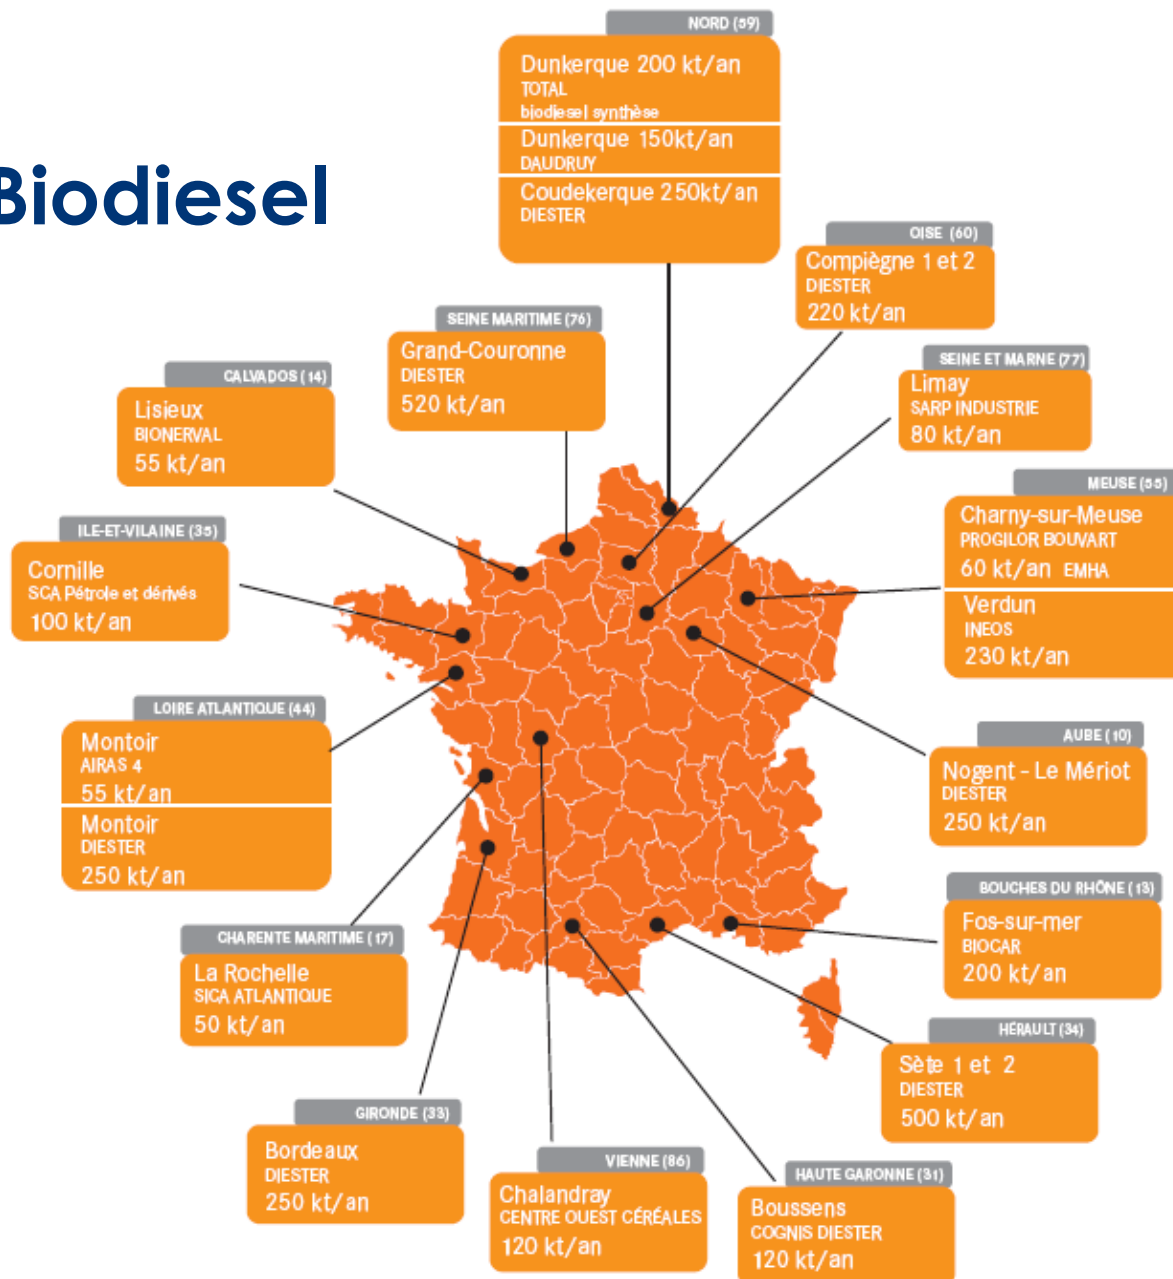 Biodiesel
NORD (59)
Dunkerque 200 kt/an
TOTAL
biodiesel synthèse
Dunkerque 150kt/an
DAUDRUY
Coudekerque 250kt/an
DIESTER
OISE (60)
Compiègne 1 et 2
DIESTER
220 kt/an
SEINE MARITIME (76)
Grand-Couronne
DIESTER
520 kt/an
SEINE ET MARNE (77)
Limay
SARP INDUSTRIE
80 kt/an
CALVADOS (14)
Lisieux
BIONERVAL
55 kt/an
MEUSE (55)
Charny-sur-Meuse
PROGILOR BOUVART
60 kt/an EMHA
Verdun
INEOS
230 kt/an
ILE-ET-VILAINE (35)
Cornille
SCA Pétrole et dérivés
100 kt/an
LOIRE ATLANTIQUE (44)
Montoir
AIRAS 4
55 kt/an
Montoir
DIESTER
250 kt/an
AUBE (10)
Nogent - Le Mériot
DIESTER
250 kt/an
BOUCHES DU RHÔNE (13)
Fos-sur-mer
BIOCAR
200 kt/an
CHARENTE MARITIME (17)
La Rochelle
SICA ATLANTIQUE
50 kt/an
HÉRAULT (34)
Sète 1 et 2
DIESTER
500 kt/an
GIRONDE (33)
Bordeaux
DIESTER
250 kt/an
VIENNE (86)
Chalandray
CENTRE OUEST CÉRÉALES
120 kt/an
HAUTE GARONNE (31)
Boussens
COGNIS DIESTER
120 kt/an